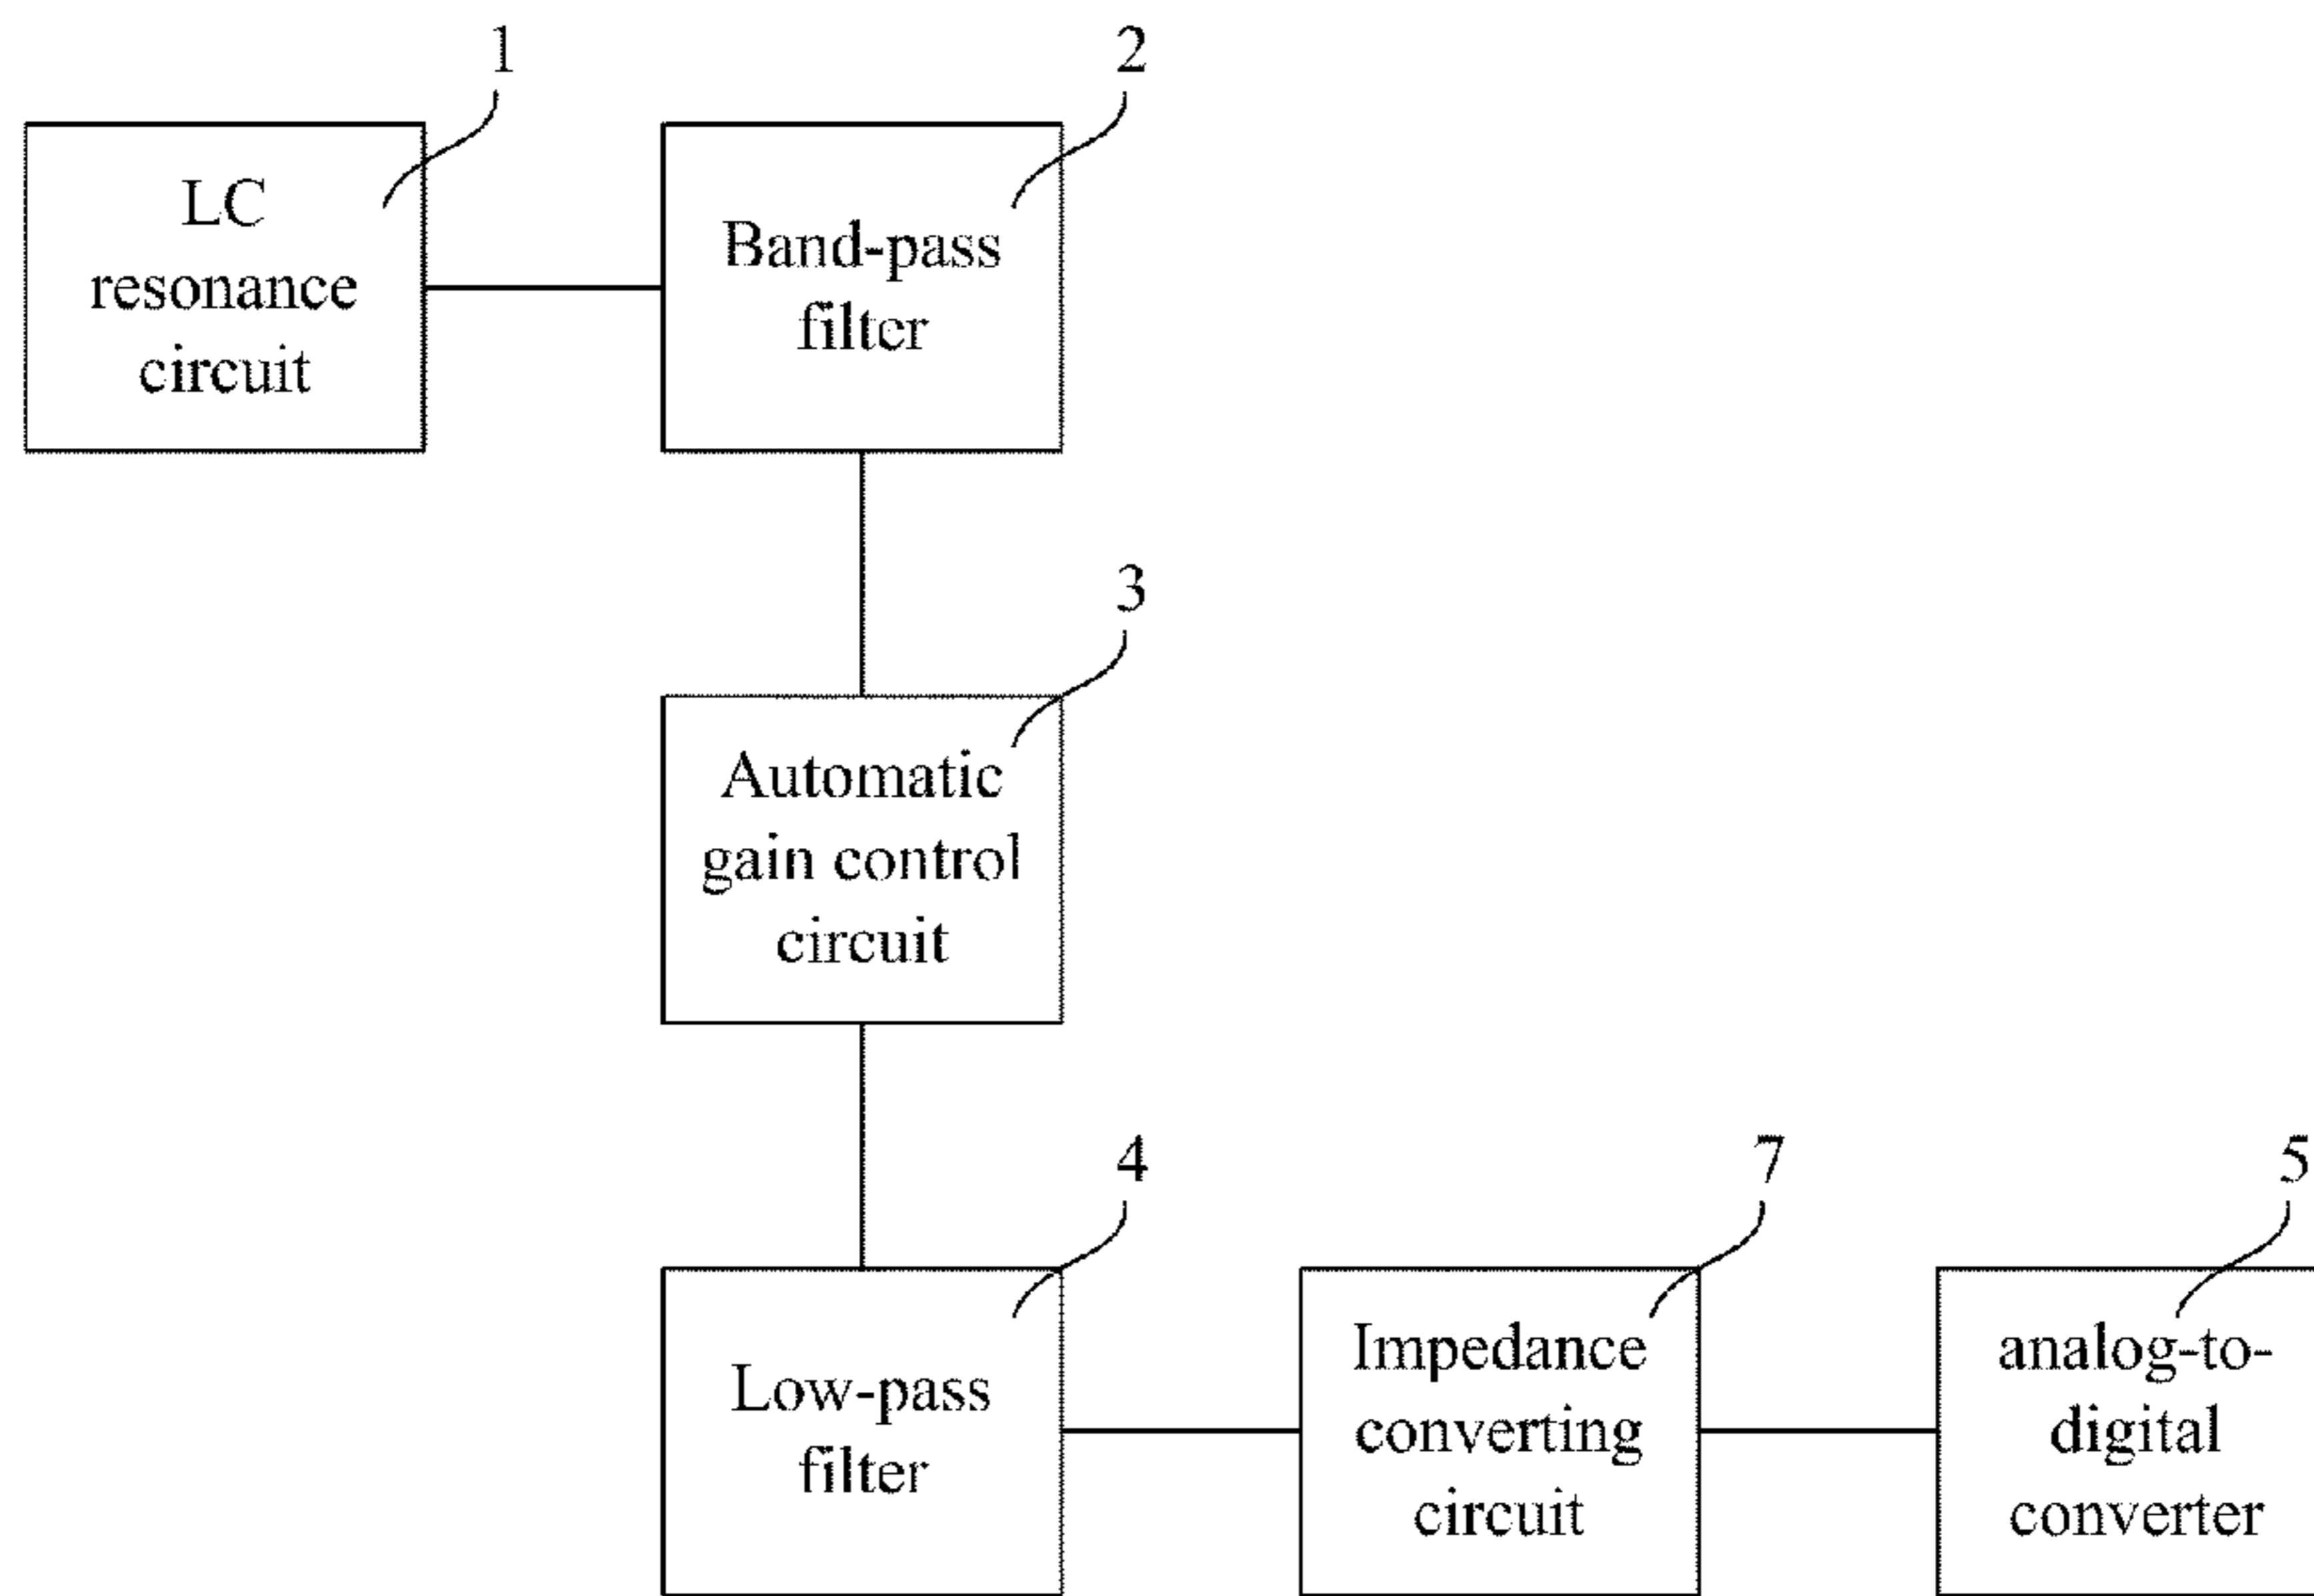 1
2
LC
resonance
circuit
Band-pass
filter
3
Automatic
gain control
circuit
4
7
5
Low-pass
filter
Impedance
converting
circuit
analog-to-
digital
converter